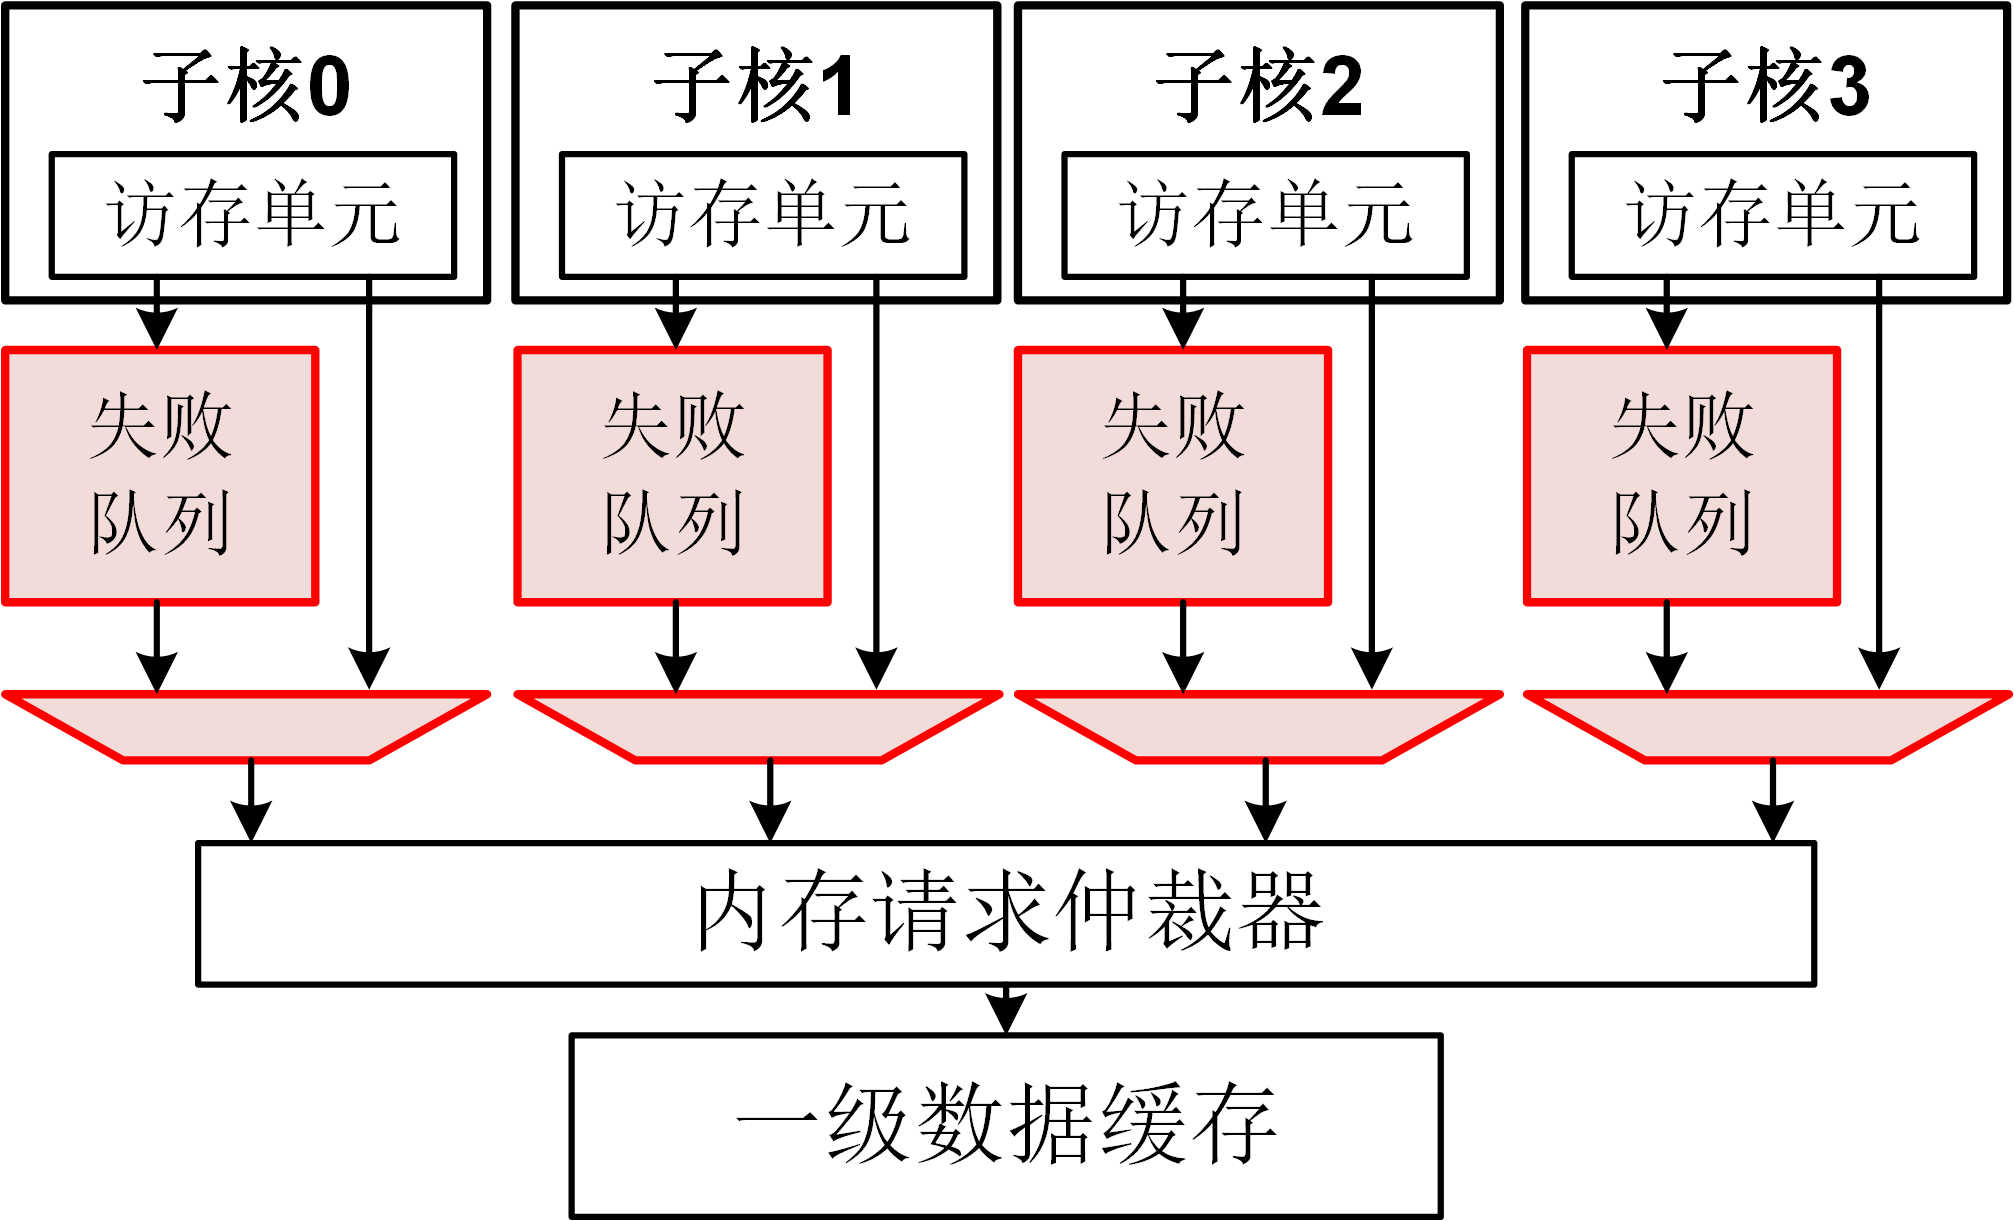 子核0
子核1
子核2
子核3
访存单元
访存单元
访存单元
访存单元
失败
队列
失败
队列
失败
队列
失败
队列
内存请求仲裁器
一级数据缓存